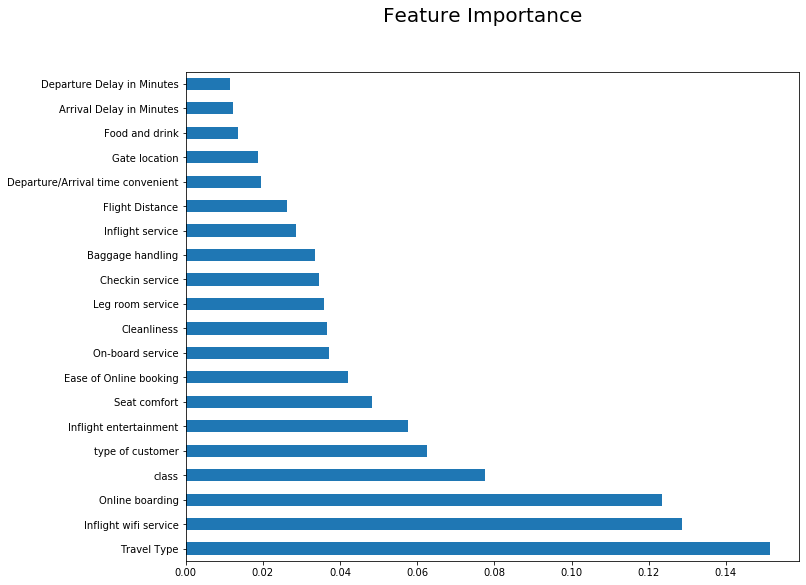 Feature Importance
Departure Delay in Minutes
Arrival Delay in Minutes
Food and drink
Gate location
Departure/Arrival time convenient
Flight Distance
Inflight service
Baggage handling
Checkin service
Leg room service
Cleanliness
On-board service
Ease of Online booking
Seat comfort
Inflight entertainment
type of customer
class
Online boarding
Inflight wifi service
Travel Type
0.00 0.02 0.04 0.06 0.08 0.10 0.12 0.14